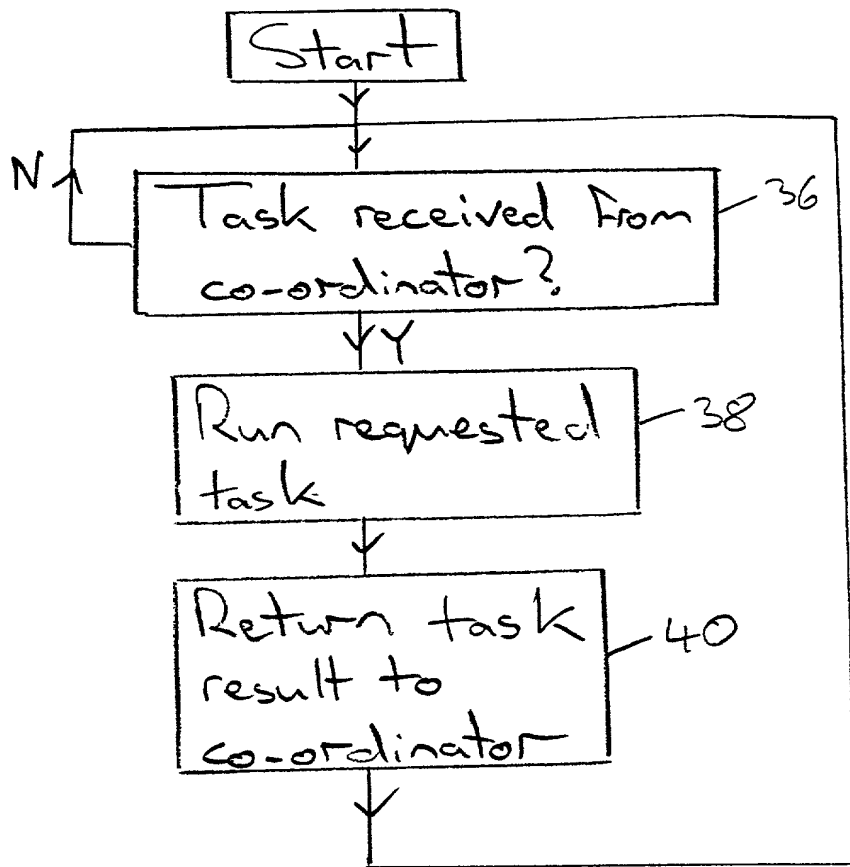 Start
N
Task received from
co-ordinator?
36
Y
Run requested
task
38
Return task
result to
co-ordinator
40